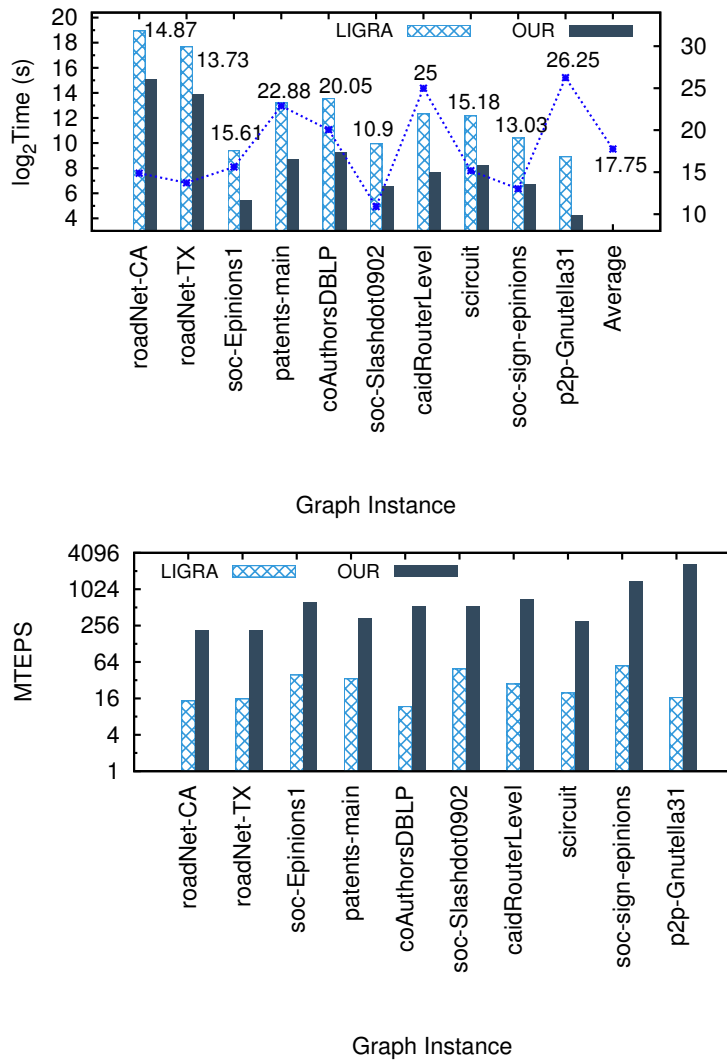 log2Time (s)
20
18
16
14
12
10
8
6
4
LIGRA
OUR
30
25
20
15
10
14.87
13.73
15.61
22.88
20.05
10.9
25
15.18
13.03
26.25
17.75
roadNet-CA
roadNet-TX
soc-Epinions1
patents-main
coAuthorsDBLP
soc-Slashdot0902
caidRouterLevel
scircuit
soc-sign-epinions
p2p-Gnutella31
Average
Graph Instance
MTEPS
4096
1024
256
64
16
4
1
LIGRA
OUR
roadNet-CA
roadNet-TX
soc-Epinions1
patents-main
coAuthorsDBLP
soc-Slashdot0902
caidRouterLevel
scircuit
soc-sign-epinions
p2p-Gnutella31
Graph Instance